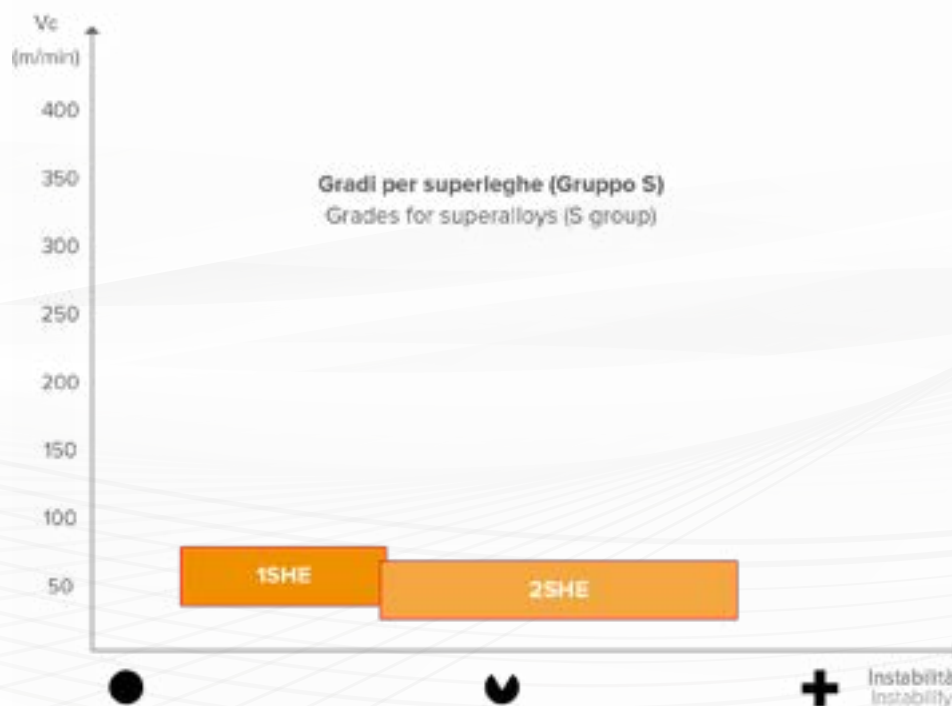 Vc
(m/min)
400
350
Gradi per superleghe (Gruppo S)
Grades for superalloys (S group)
300
250
200
150
100
50
1SHE
2SHE
Instabilità
Instability